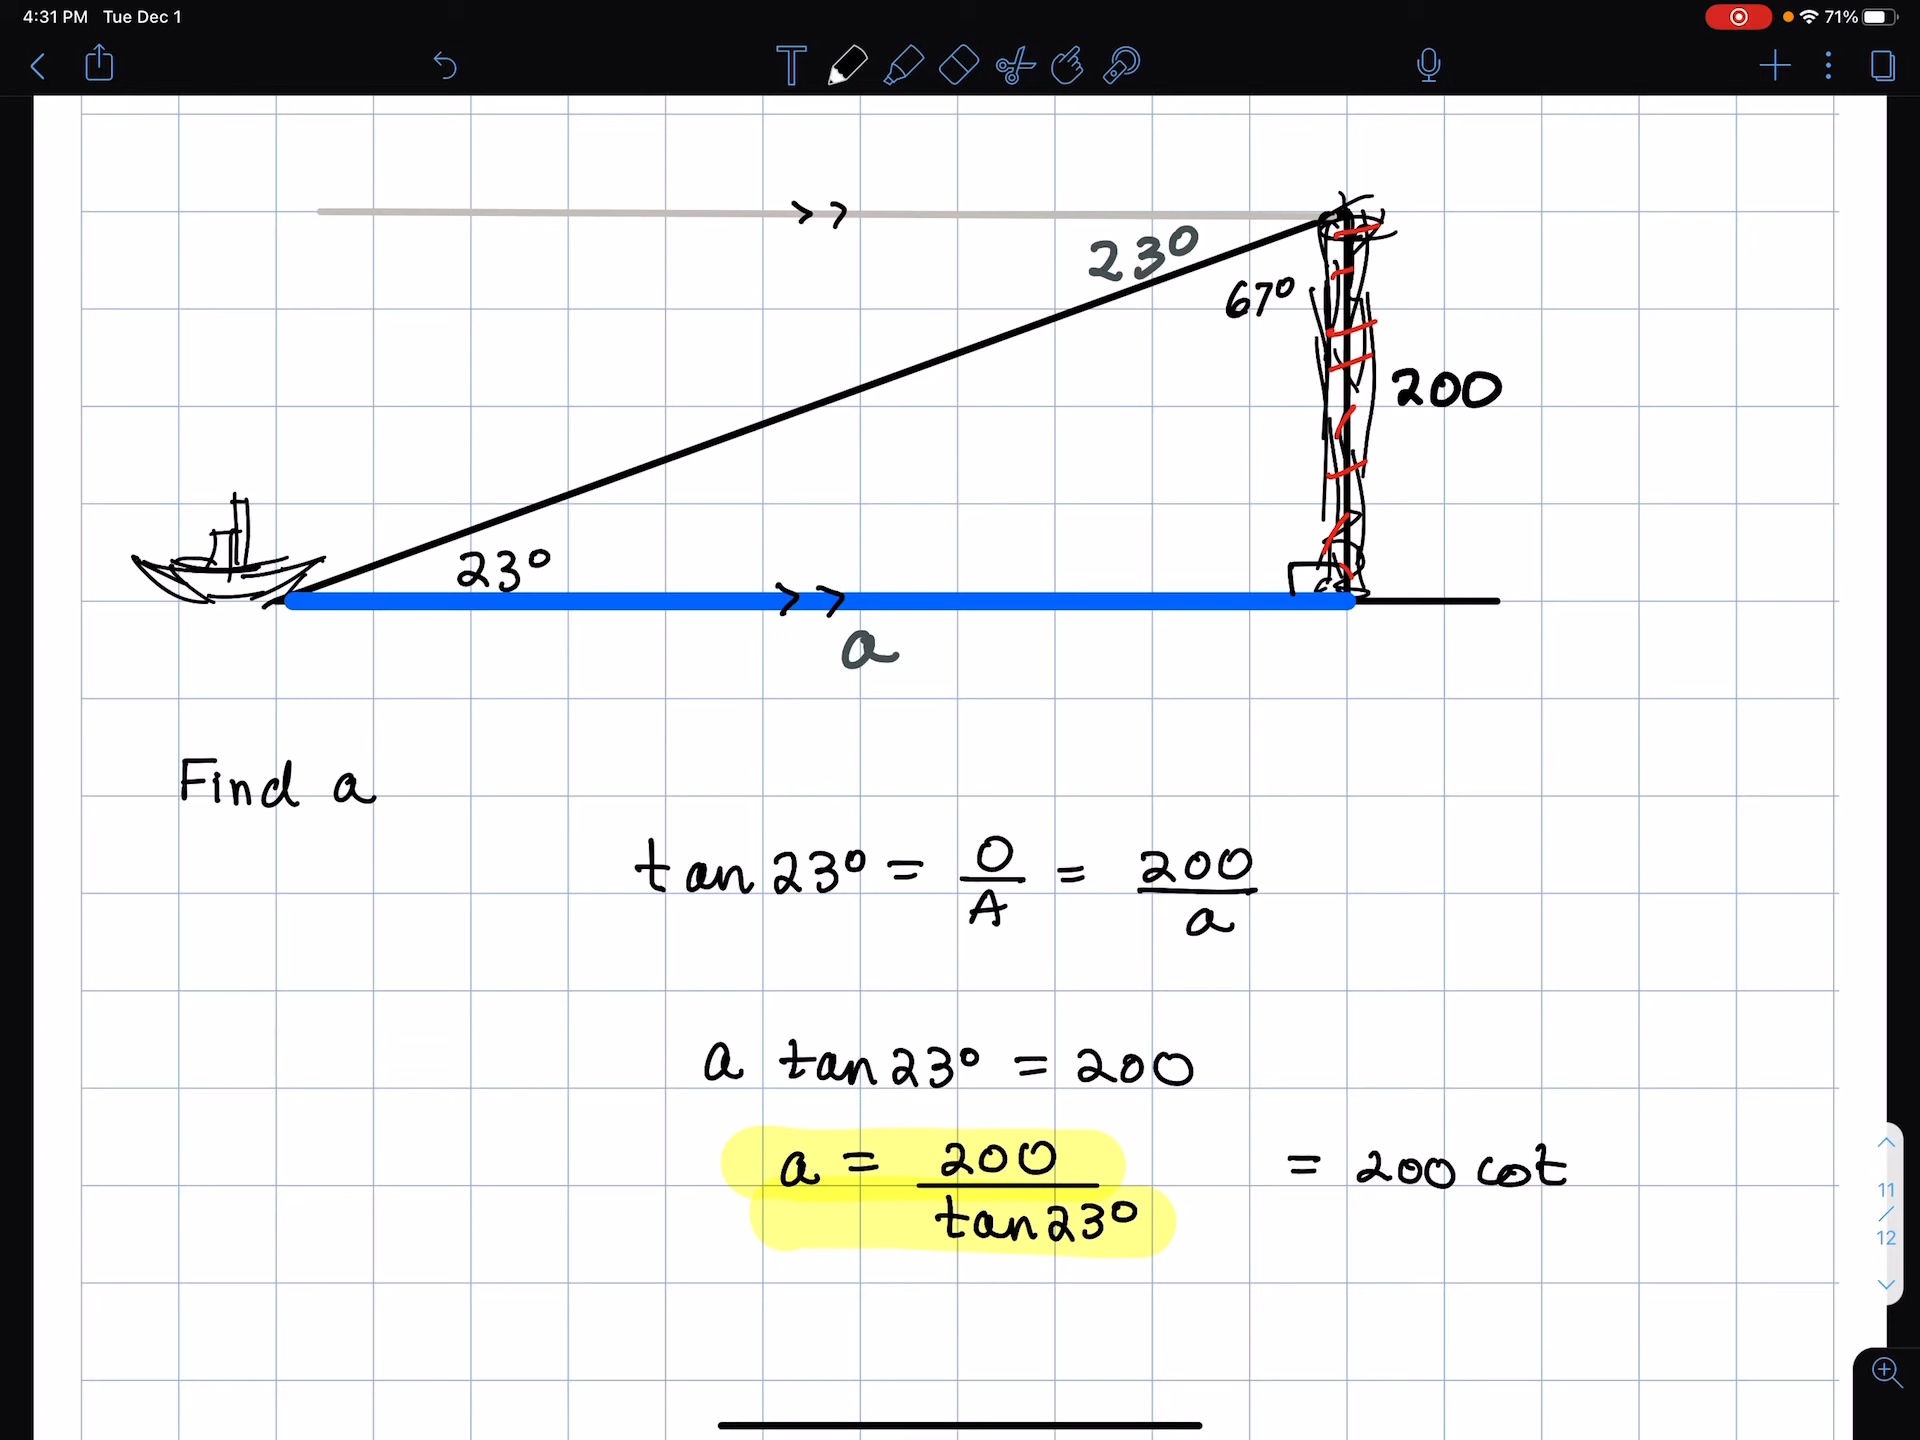 4:31 PM Tue Dec 1
71%
T
23°
67°
200
23°
a
Find a
tan 23° = O/A = 200/a
a tan 23° = 200
a = 200/tan 23° = 200 cot
11
/
12